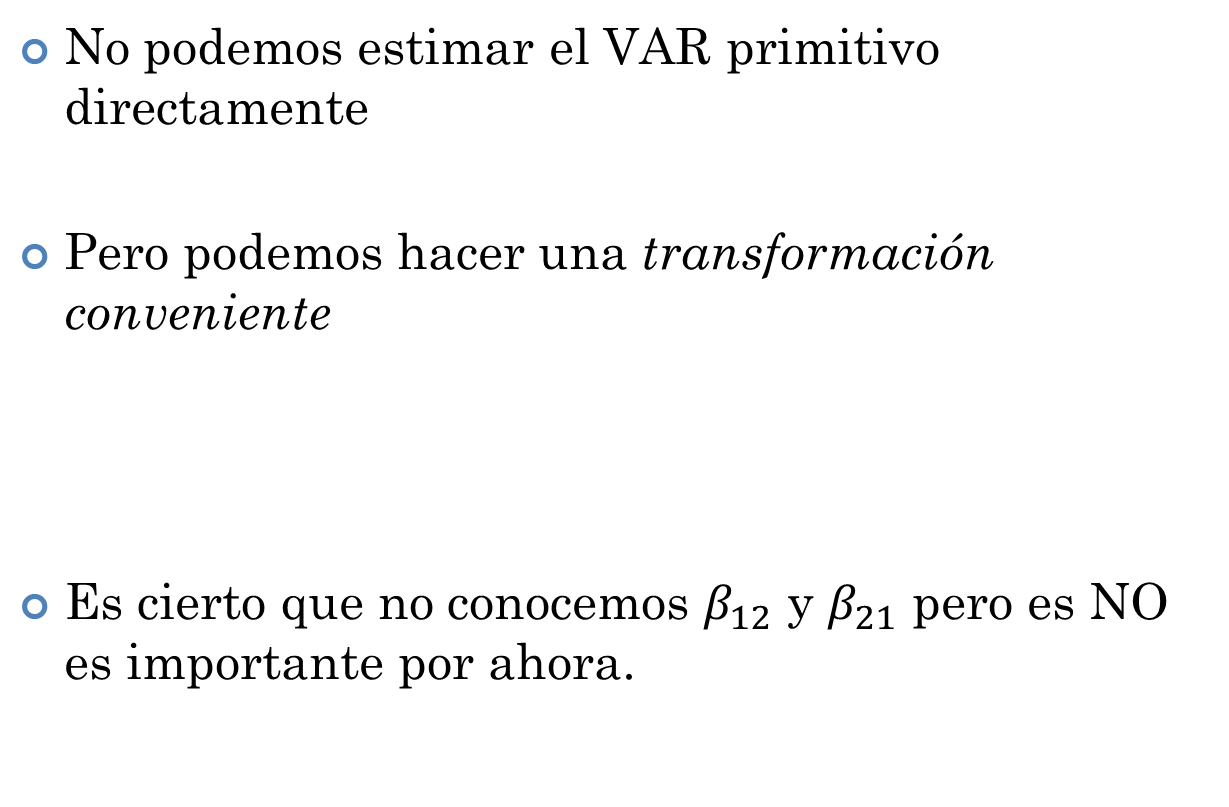 No podemos estimar el VAR primitivo
directamente
Pero podemos hacer una transformación
conveniente
Es cierto que no conocemos β₁₂ y β₂₁ pero es NO
es importante por ahora.